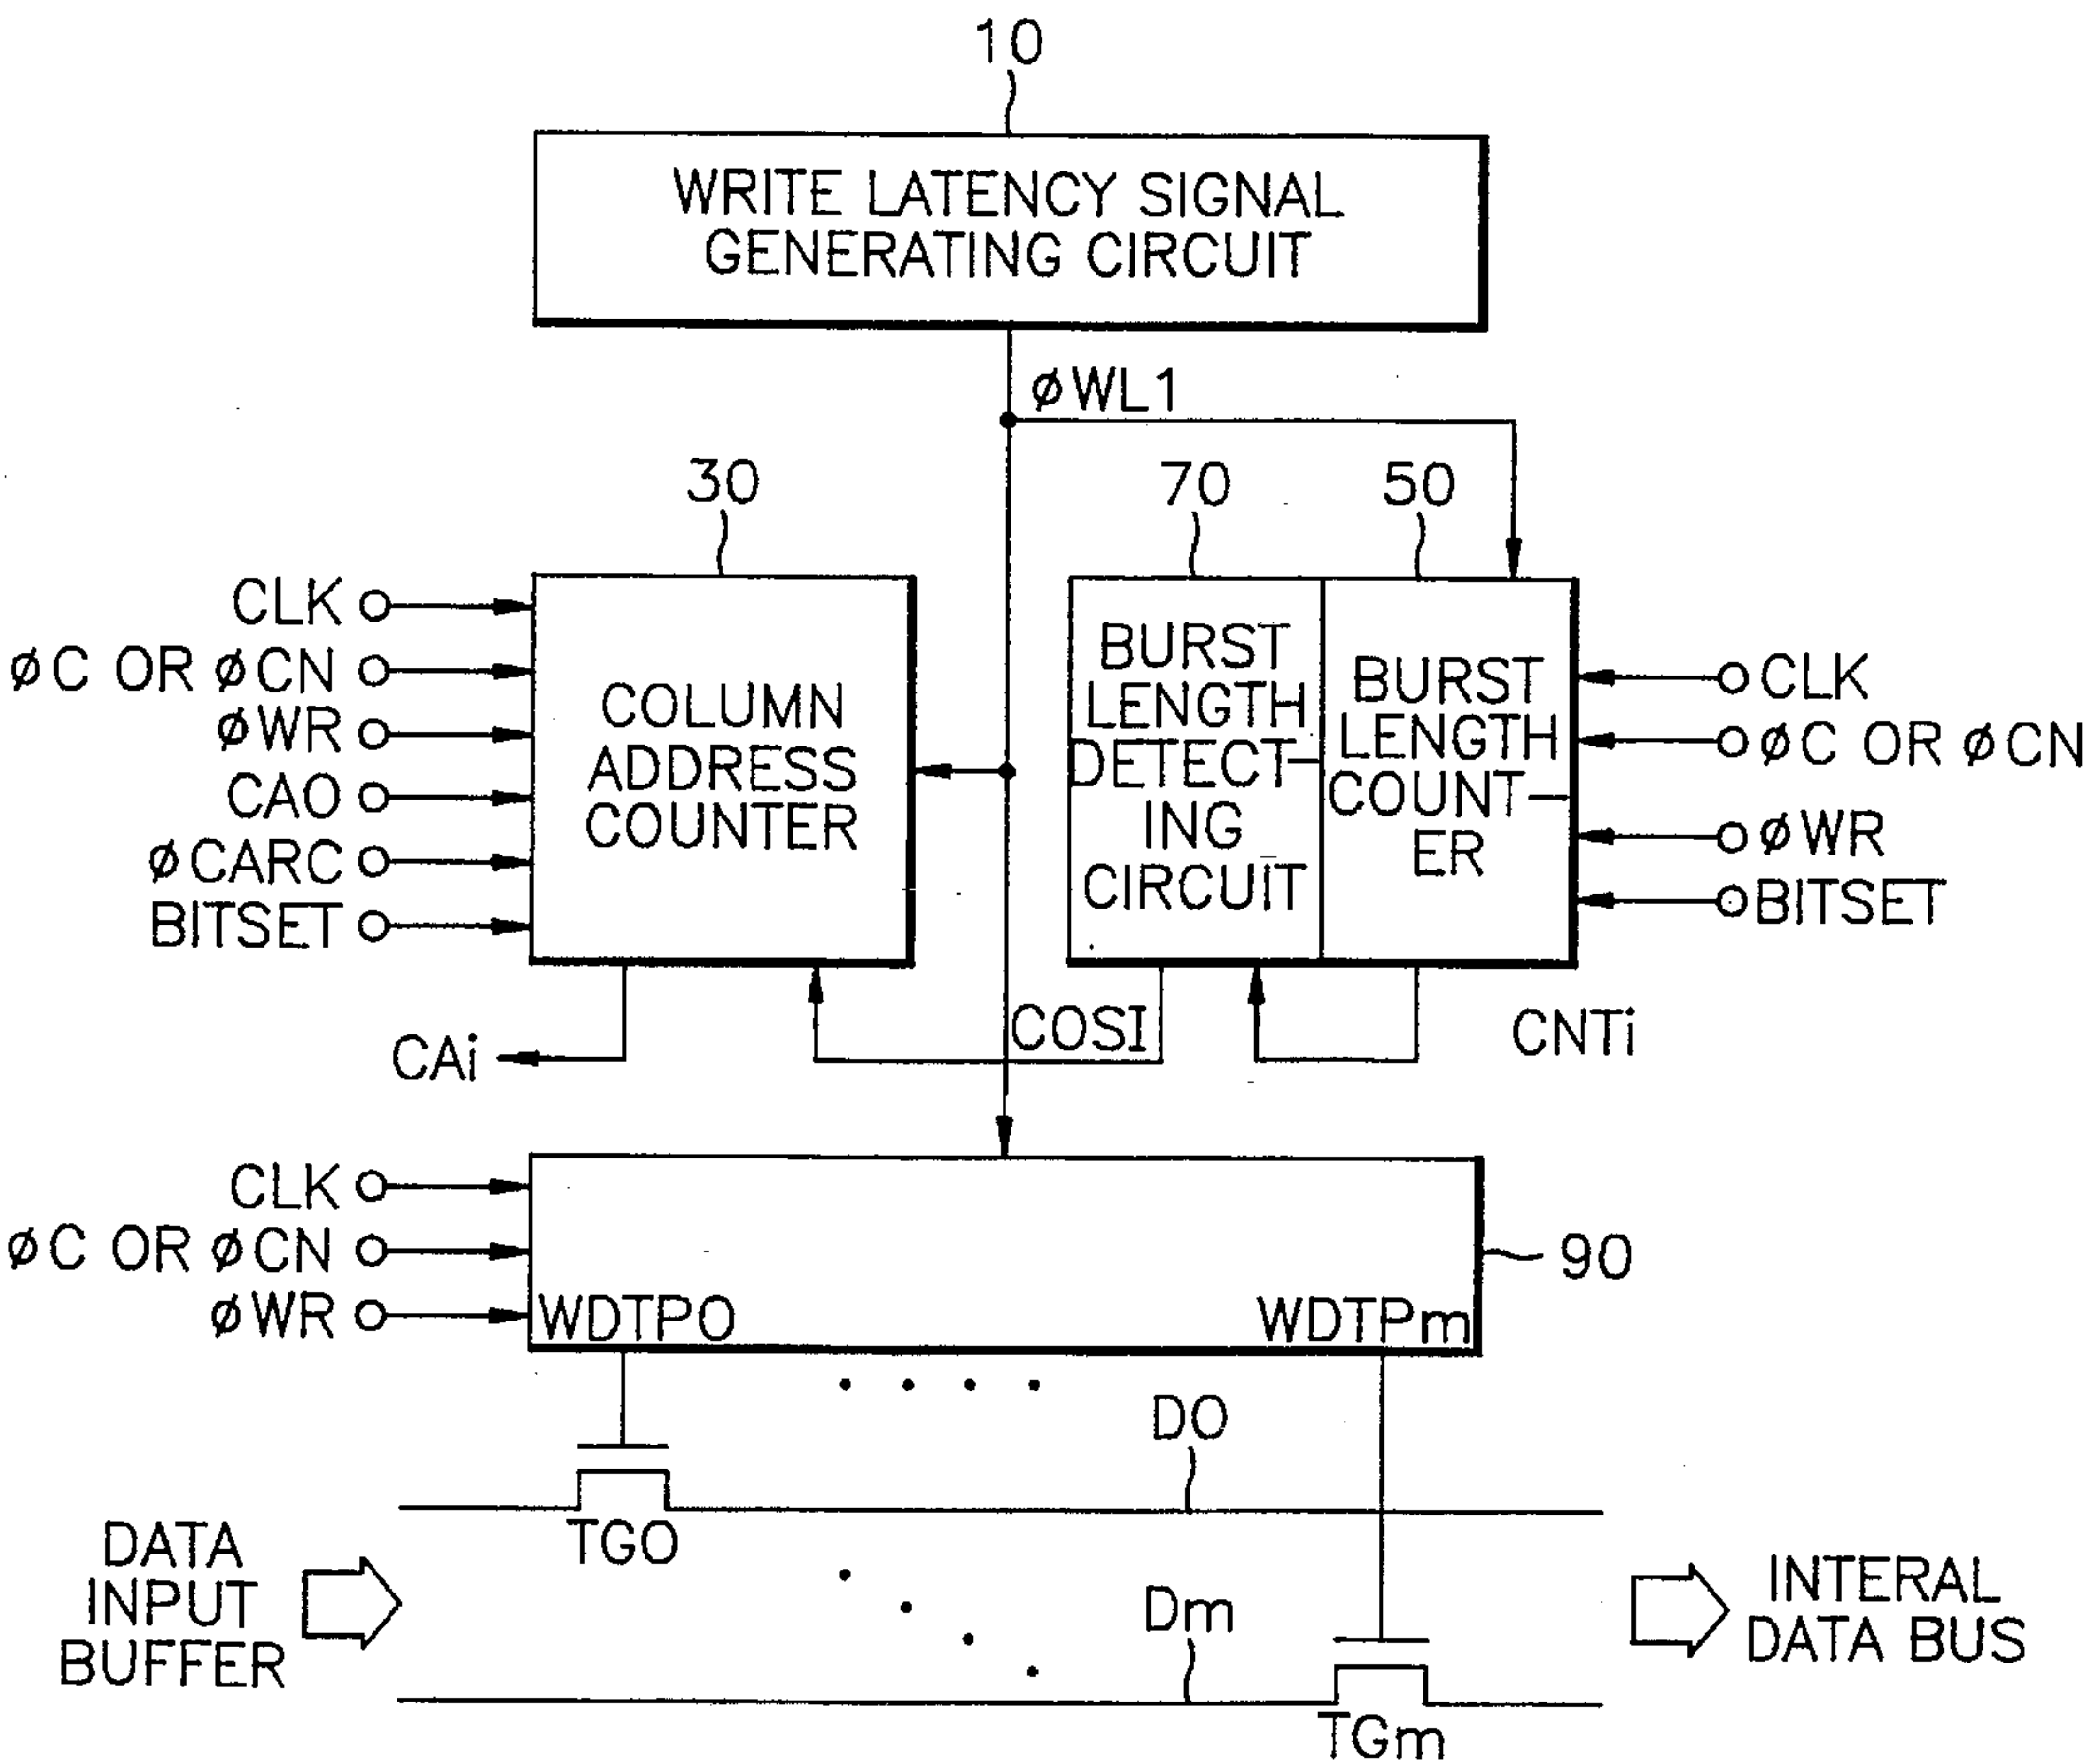 10
WRITE LATENCY SIGNAL
GENERATING CIRCUIT
øWL1
30
70
50
CLK
øC OR øCN
øWR
CAO
øCARC
BITSET
COLUMN
ADDRESS
COUNTER
BURST
LENGTH
DETECT-
ING
CIRCUIT
BURST
LENGTH
COUNT-
ER
CLK
øC OR øCN
øWR
BITSET
CAi
COSI
CNTi
CLK
øC OR øCN
øWR
WDTPO
WDTPm
90
DO
TGO
DATA
INPUT
BUFFER
Dm
TGm
INTERAL
DATA BUS